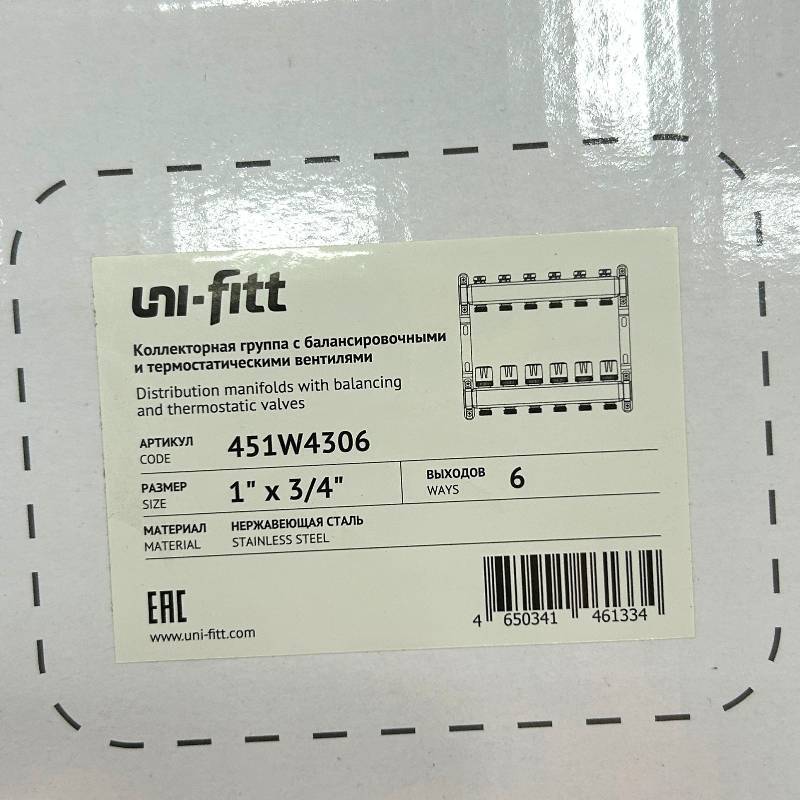 uni-fitt
Коллекторная группа с балансировочными
и термостатическими вентилями
Distribution manifolds with balancing
and thermostatic valves
АРТИКУЛ
CODE
451W4306
РАЗМЕР
SIZE
1" x 3/4"
ВЫХОДОВ
WAYS
6
МАТЕРИАЛ
MATERIAL
НЕРЖАВЕЮЩАЯ СТАЛЬ
STAINLESS STEEL
W W W W W W
EAC
www.uni-fitt.com
4 650341 461334